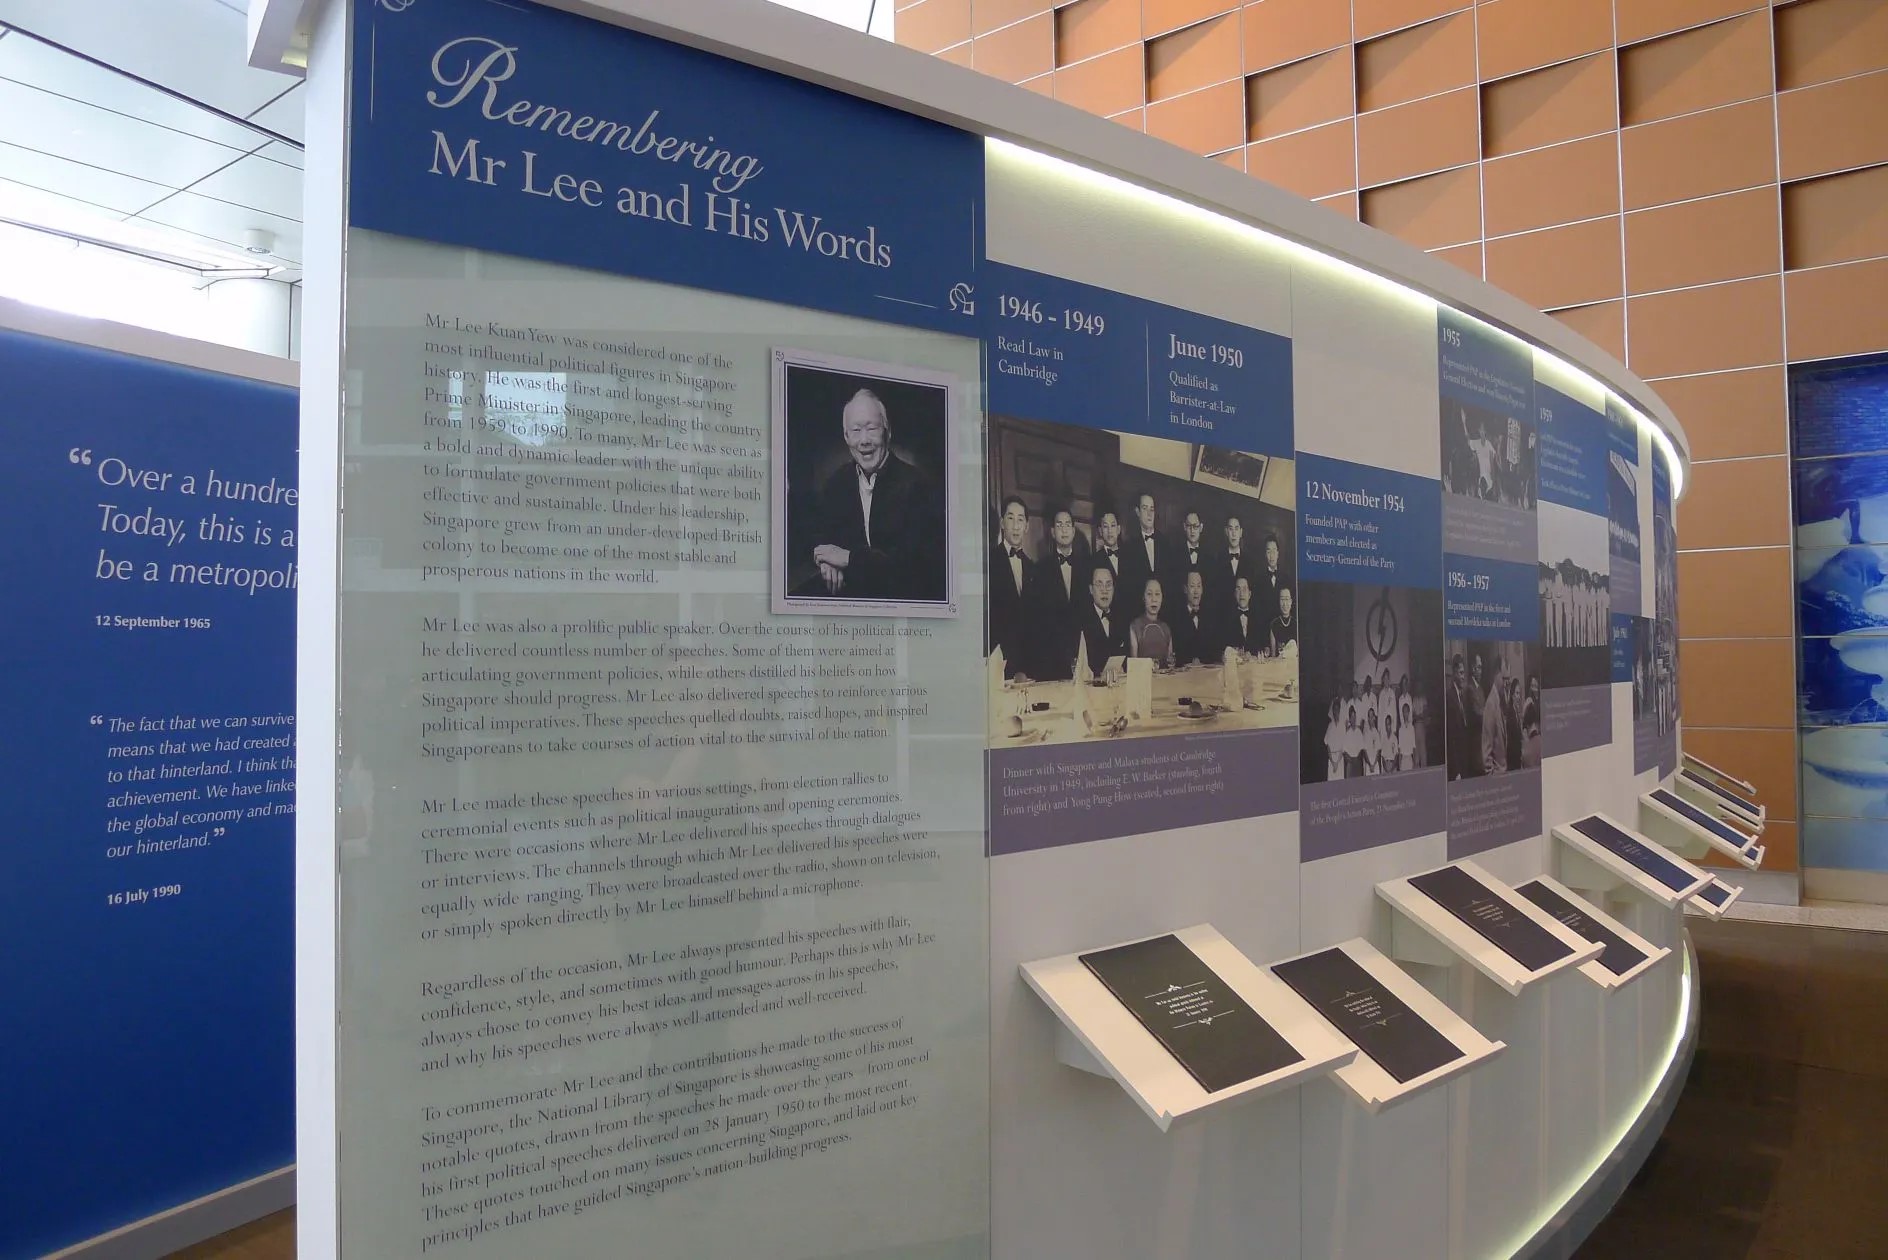 “ Over a hundre
Today, this is a
be a metropoli
12 September 1965
“ The fact that we can survive
means that we had created
to that hinterland. I think tha
achievement. We have linke
the global economy and ma
our hinterland. ”
16 July 1990
Remembering
Mr Lee and His Words
Mr Lee Kuan Yew was considered one of the
most influential political figures in Singapore
history. He was the first and longest-serving
Prime Minister in Singapore, leading the country
from 1959 to 1990. To many, Mr Lee was seen as
a bold and dynamic leader with the unique ability
to formulate government policies that were both
effective and sustainable. Under his leadership,
Singapore grew from an under-developed British
colony to become one of the most stable and
prosperous nations in the world.
Mr Lee was also a prolific public speaker. Over the course of his political career,
he delivered countless number of speeches. Some of them were aimed at
articulating government policies, while others distilled his beliefs on how
Singapore should progress. Mr Lee also delivered speeches to reinforce various
political imperatives. These speeches quelled doubts, raised hopes, and inspired
Singaporeans to take courses of action vital to the survival of the nation.
Mr Lee made these speeches in various settings, from election rallies to
ceremonial events such as political inaugurations and opening ceremonies.
There were occasions where Mr Lee delivered his speeches through dialogues
or interviews. The channels through which Mr Lee delivered his speeches were
equally wide ranging. They were broadcasted over the radio, shown on television,
or simply spoken directly by Mr Lee himself behind a microphone.
Regardless of the occasion, Mr Lee always presented his speeches with flair,
confidence, style, and sometimes with good humour. Perhaps this is why Mr Lee
always chose to convey his best ideas and messages across in his speeches,
and why his speeches were always well-attended and well-received.
To commemorate Mr Lee and the contributions he made to the success of
Singapore, the National Library of Singapore is showcasing some of his most
notable quotes, drawn from the speeches he made over the years – from one of
his first political speeches delivered on 28 January 1950 to the most recent.
These quotes touched on many issues concerning Singapore, and laid out key
principles that have guided Singapore's nation-building progress.
1946 - 1949
Read Law in
Cambridge
June 1950
Qualified as
Barrister-at-Law
in London
Dinner with Singapore and Malaya students of Cambridge
University in 1949, including E. W. Barker (standing, fourth
from right) and Yong Pung How (seated, second from right)
12 November 1954
Founded PAP with other
members and elected as
Secretary-General of the Party
The first Central Executive Committee
of the People's Action Party, 21 November 1954
1955
1956 - 1957
Represented PAP in the first and
second Merdeka talks in London
1959